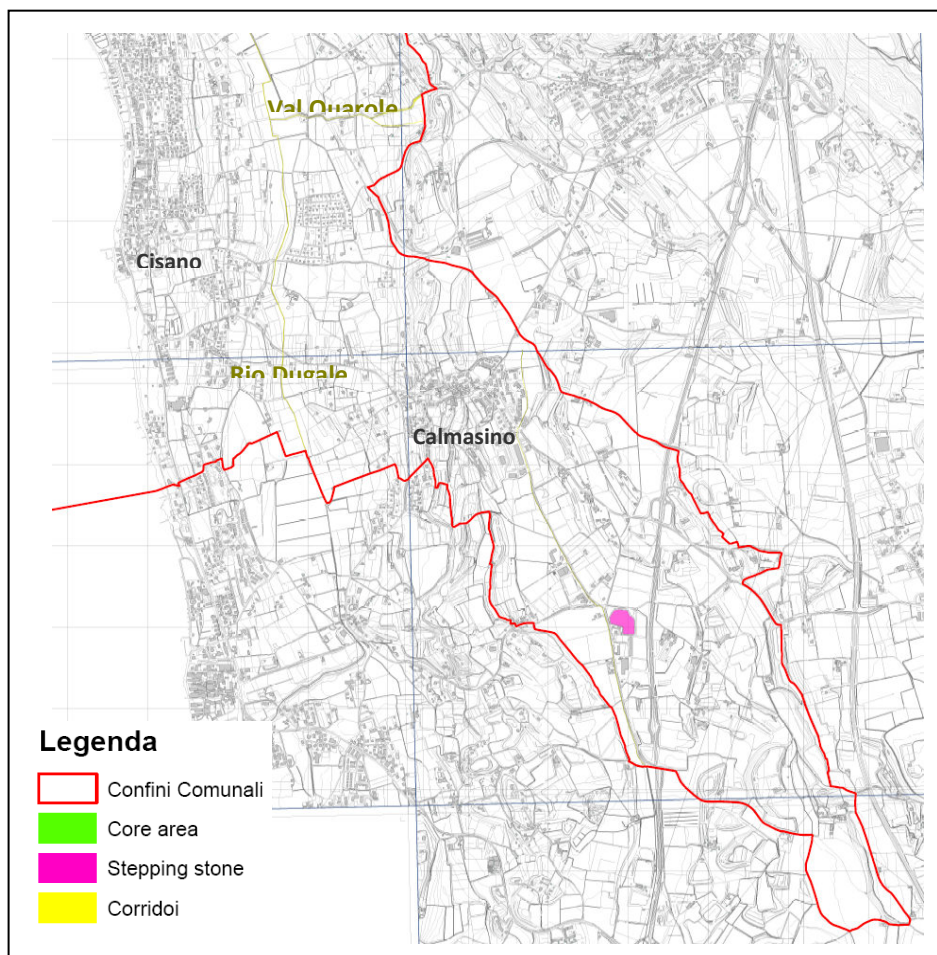 Val Quarole
Cisano
Rio Dugale
Calmasino
Legenda
Confini Comunali
Core area
Stepping stone
Corridoi